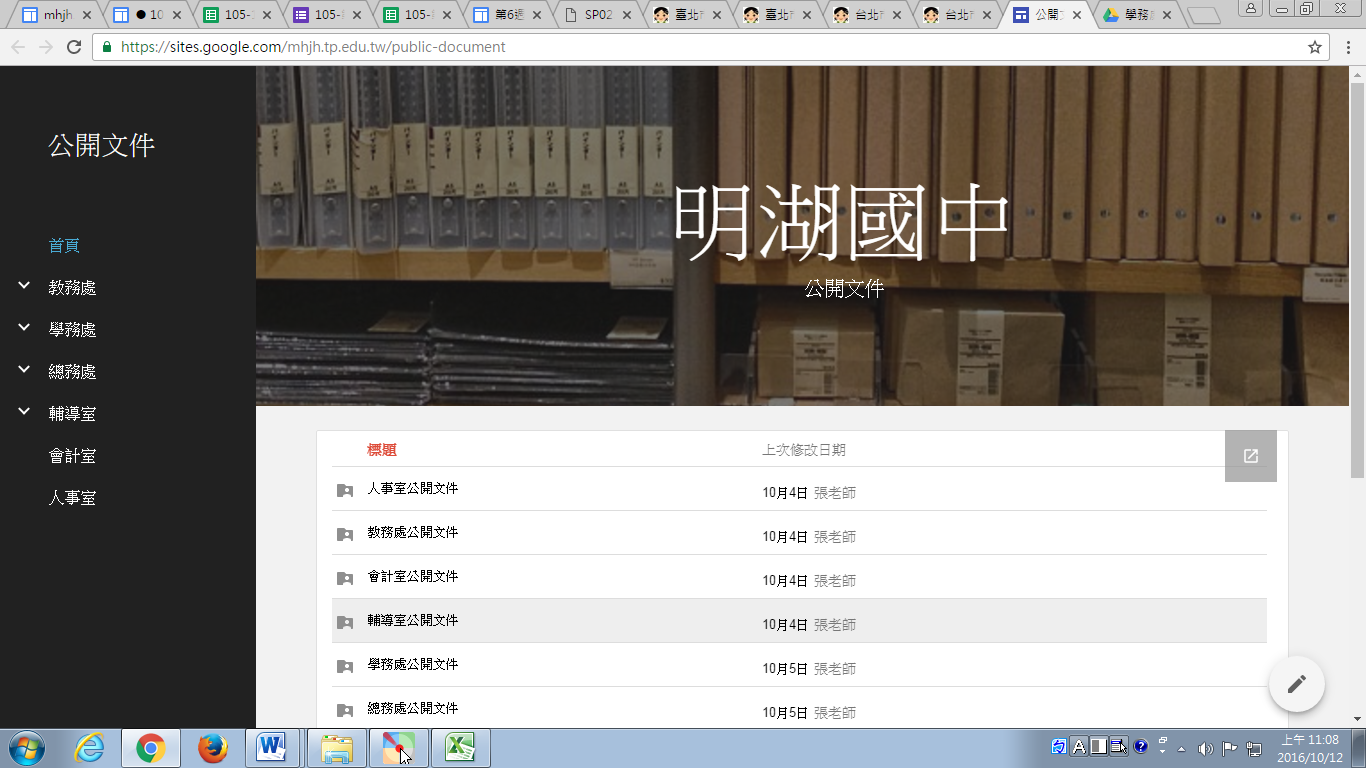 mhjh
● 10
105-
105-
105-
第6週
SP02
臺北市
臺北市
台北市
台北市
公開文
學務處
https://sites.google.com/mhjh.tp.edu.tw/public-document
公開文件
首頁
教務處
學務處
總務處
輔導室
會計室
人事室
明湖國中
公開文件
標題 上次修改日期
人事室公開文件 10月4日 張老師
教務處公開文件 10月4日 張老師
會計室公開文件 10月4日 張老師
輔導室公開文件 10月4日 張老師
學務處公開文件 10月5日 張老師
總務處公開文件 10月5日 張老師
上午 11:08
2016/10/12